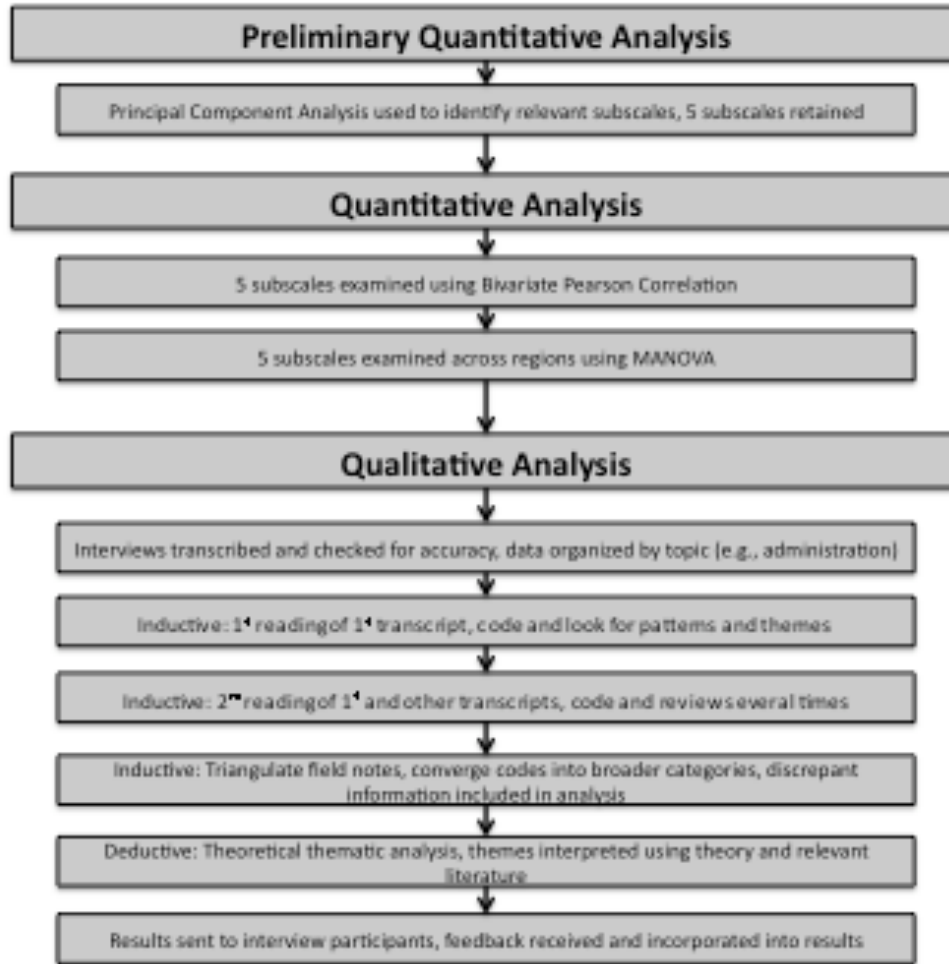 Preliminary Quantitative Analysis
Principal Component Analysis used to identify relevant subscales, 5 subscales retained
Quantitative Analysis
5 subscales examined using Bivariate Pearson Correlation
5 subscales examined across regions using MANOVA
Qualitative Analysis
Interviews transcribed and checked for accuracy, data organized by topic (e.g., administration)
Inductive: 1st reading of 1st transcript, code and look for patterns and themes
Inductive: 2nd reading of 1st and other transcripts, code and reviews everal times
Inductive: Triangulate field notes, converge codes into broader categories, discrepant
information included in analysis
Deductive: Theoretical thematic analysis, themes interpreted using theory and relevant
literature
Results sent to interview participants, feedback received and incorporated into results